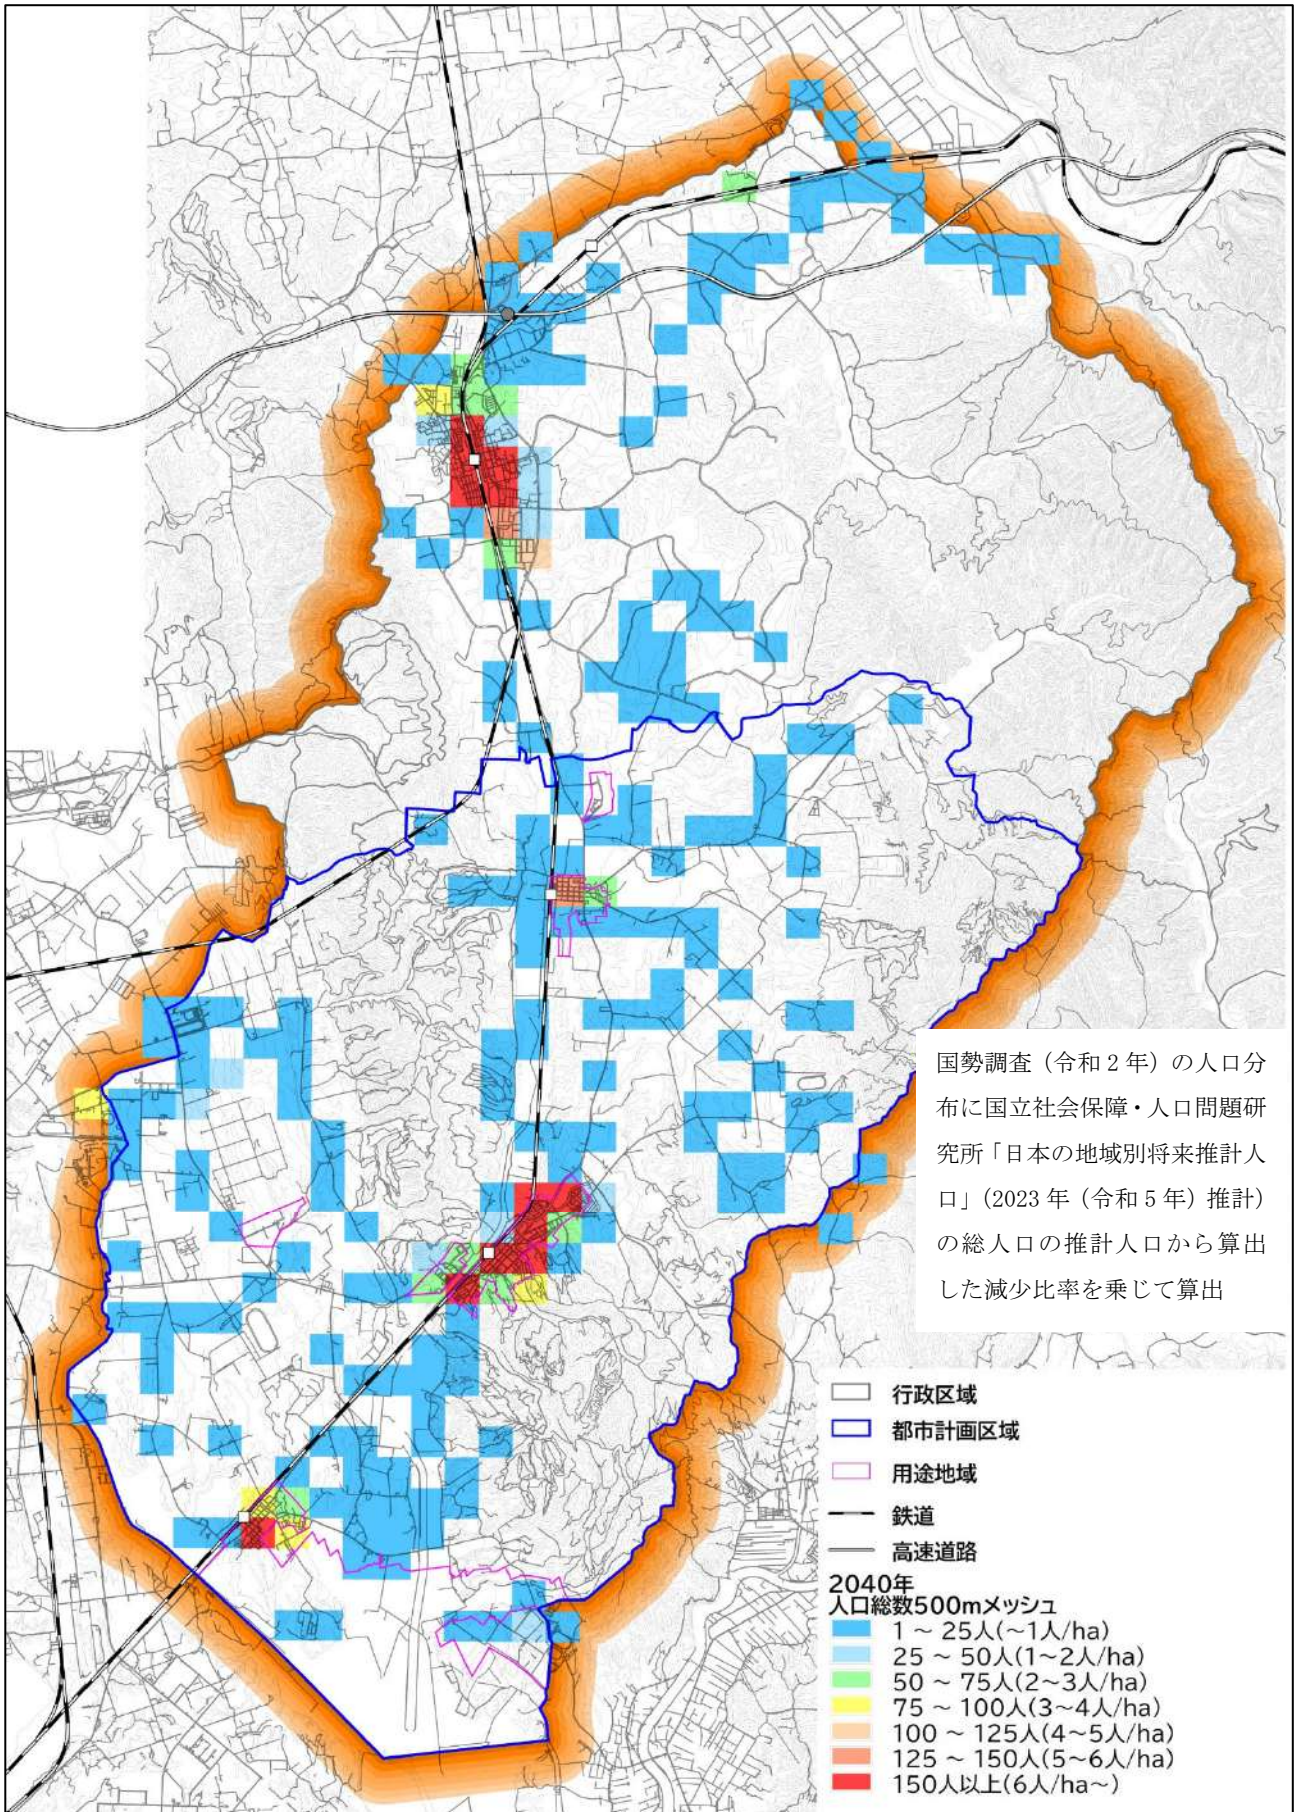 国勢調査（令和２年）の人口分
布に国立社会保障・人口問題研
究所「日本の地域別将来推計人
口」（2023 年（令和５年）推計）
の総人口の推計人口から算出
した減少比率を乗じて算出
行政区域
都市計画区域
用途地域
鉄道
高速道路
2040年
人口総数500mメッシュ
1 ～ 25人(～1人/ha)
25 ～ 50人(1～2人/ha)
50 ～ 75人(2～3人/ha)
75 ～ 100人(3～4人/ha)
100 ～ 125人(4～5人/ha)
125 ～ 150人(5～6人/ha)
150人以上(6人/ha～)